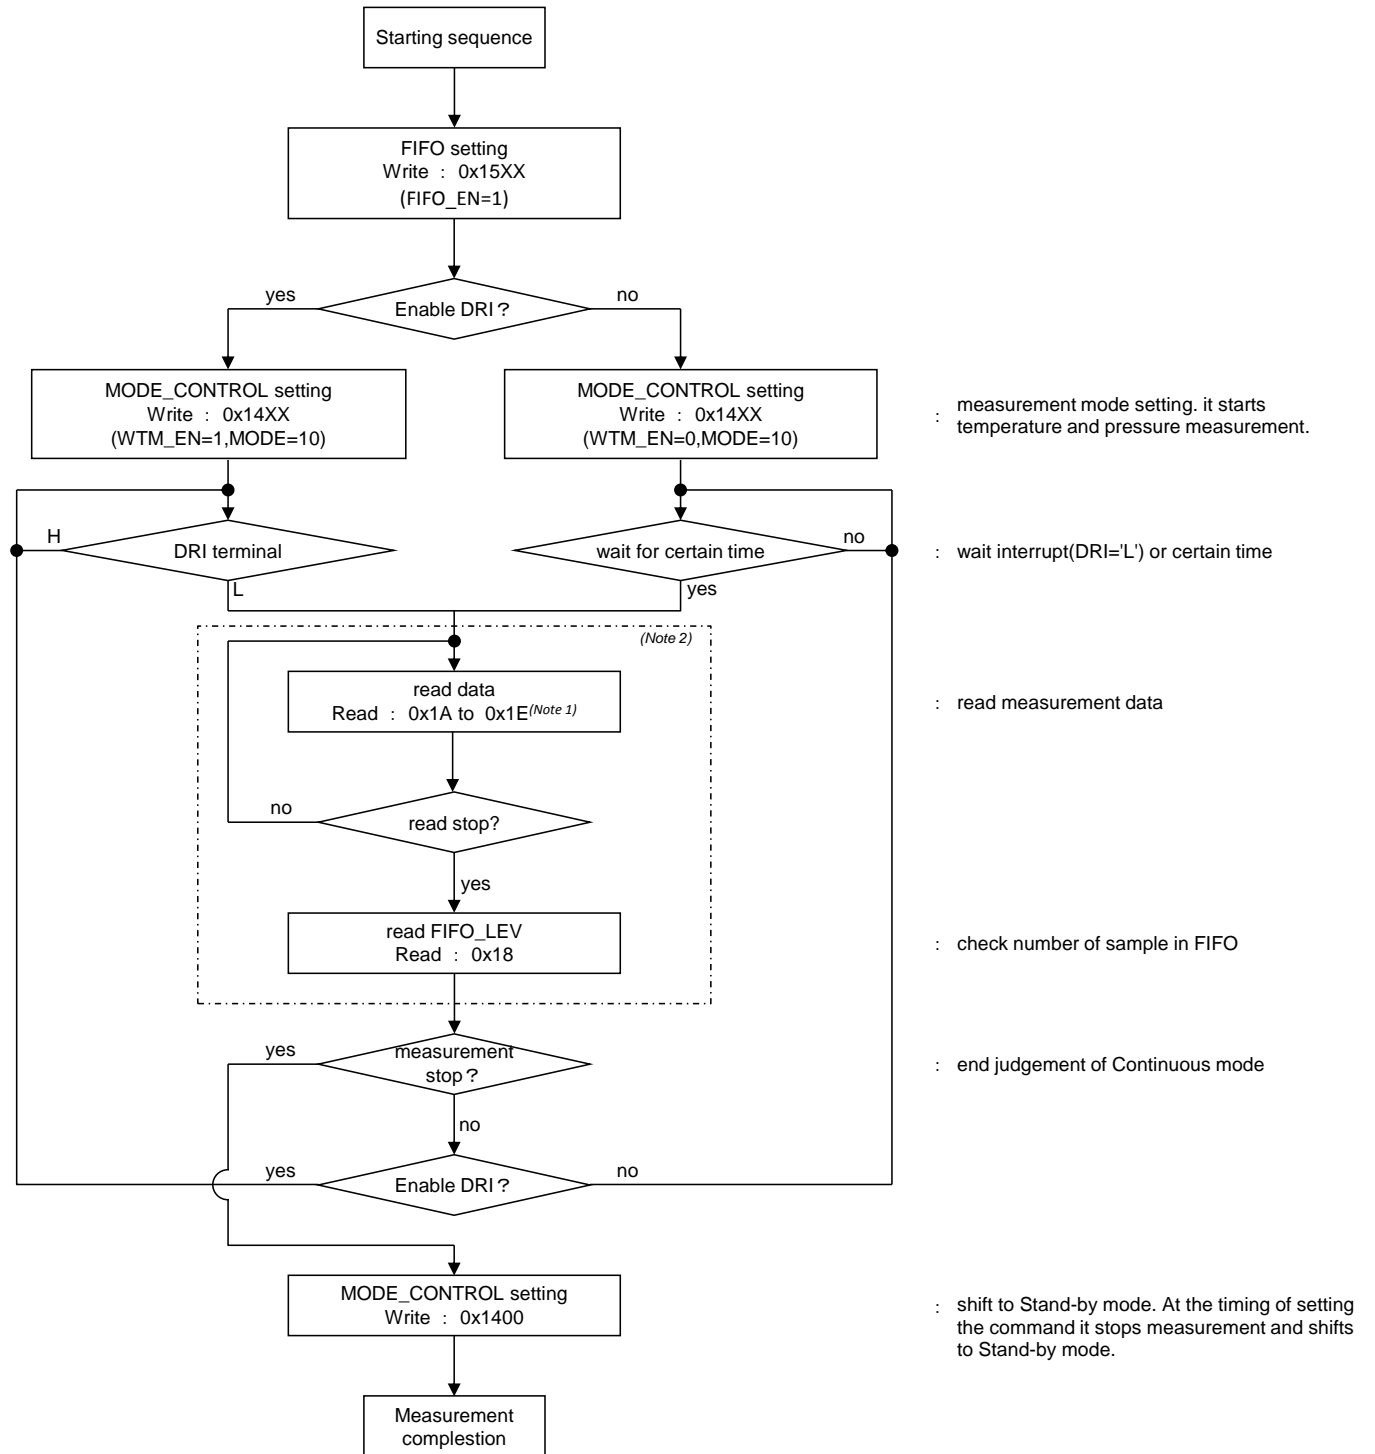 Starting sequence
FIFO setting
Write : 0x15XX
(FIFO_EN=1)
yes
Enable DRI?
no
MODE_CONTROL setting
Write : 0x14XX
(WTM_EN=1,MODE=10)
MODE_CONTROL setting
Write : 0x14XX
(WTM_EN=0,MODE=10)
: measurement mode setting. it starts
temperature and pressure measurement.
H
DRI terminal
L
wait for certain time
no
yes
: wait interrupt(DRI='L') or certain time
(Note 2)
read data
Read : 0x1A to 0x1E(Note 1)
: read measurement data
no
read stop?
yes
read FIFO_LEV
Read : 0x18
: check number of sample in FIFO
yes
measurement
stop?
no
: end judgement of Continuous mode
yes
Enable DRI?
no
MODE_CONTROL setting
Write : 0x1400
: shift to Stand-by mode. At the timing of setting
the command it stops measurement and shifts
to Stand-by mode.
Measurement
complestion